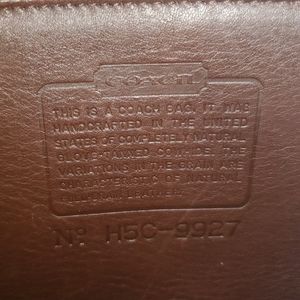 COACH
THIS IS A COACH BAG. IT WAS
HANDCRAFTED IN THE UNITED
STATES OF COMPLETELY NATURAL
GLOVE-TANNED COWHIDE. THE
VARIATIONS IN THE GRAIN ARE
CHARACTERISTIC OF NATURAL
FULL-GRAIN LEATHER.
Nº H5C-9927